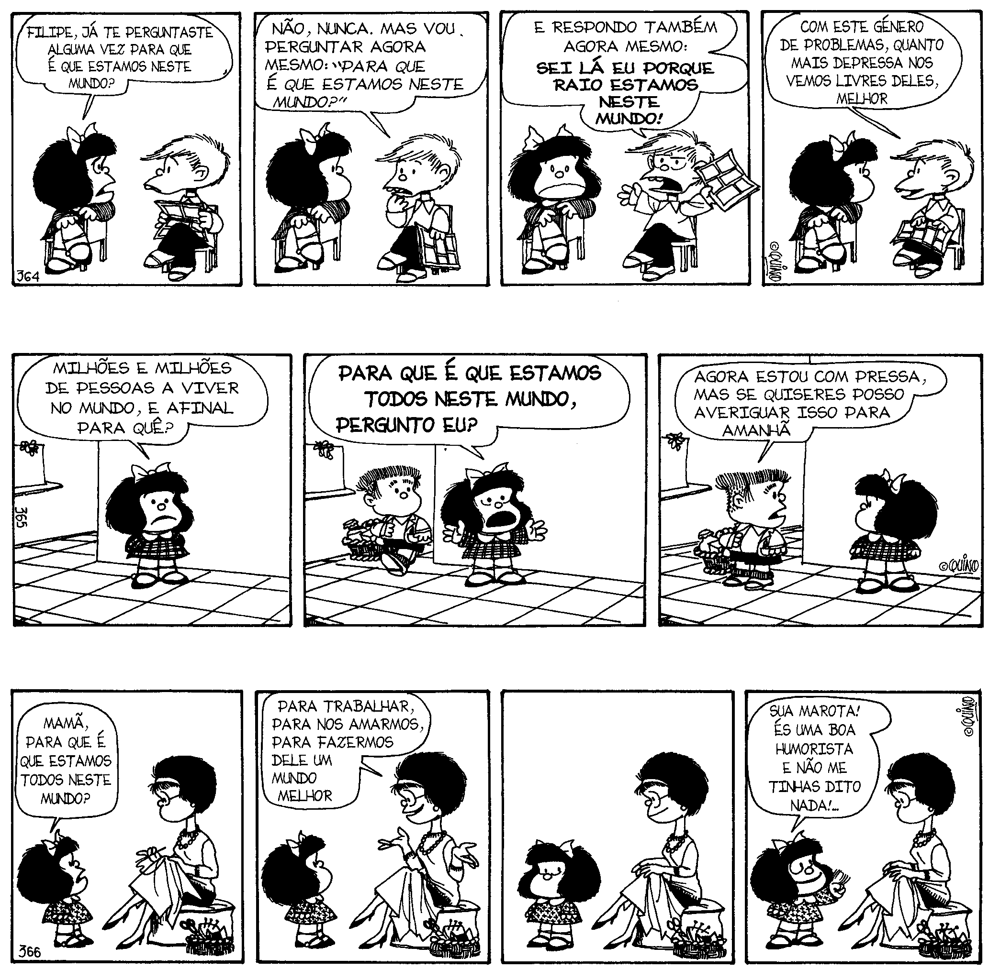 FILIPE, JÁ TE PERGUNTASTE
ALGUMA VEZ PARA QUE
É QUE ESTAMOS NESTE
MUNDO?
364
NÃO, NUNCA. MAS VOU
PERGUNTAR AGORA
MESMO: "PARA QUE
É QUE ESTAMOS NESTE
MUNDO?"
E RESPONDO TAMBÉM
AGORA MESMO:
SEI LÁ EU PORQUE
RAIO ESTAMOS
NESTE
MUNDO!
COM ESTE GÉNERO
DE PROBLEMAS, QUANTO
MAIS DEPRESSA NOS
VEMOS LIVRES DELES,
MELHOR
©QUINO
MILHÕES E MILHÕES
DE PESSOAS A VIVER
NO MUNDO, E AFINAL
PARA QUÊ?
365
PARA QUE É QUE ESTAMOS
TODOS NESTE MUNDO,
PERGUNTO EU?
AGORA ESTOU COM PRESSA,
MAS SE QUISERES POSSO
AVERIGUAR ISSO PARA
AMANHÃ
©QUINO
MAMÃ,
PARA QUE É
QUE ESTAMOS
TODOS NESTE
MUNDO?
366
PARA TRABALHAR,
PARA NOS AMARMOS,
PARA FAZERMOS
DELE UM
MUNDO
MELHOR
SUA MAROTA!
ÉS UMA BOA
HUMORISTA
E NÃO ME
TINHAS DITO
NADA!...
©QUINO